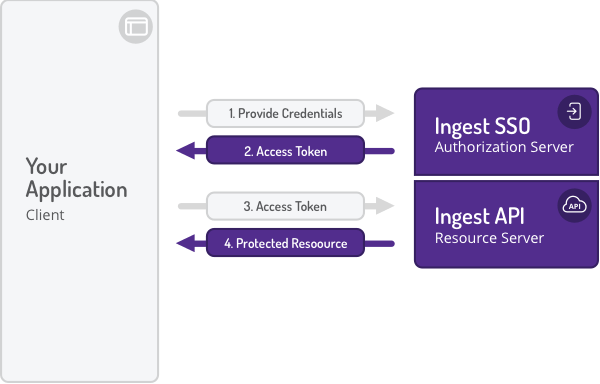 Your
Application
Client
1. Provide Credentials
2. Access Token
3. Access Token
4. Protected Resoource
Ingest SSO
Authorization Server
Ingest API
Resource Server
API